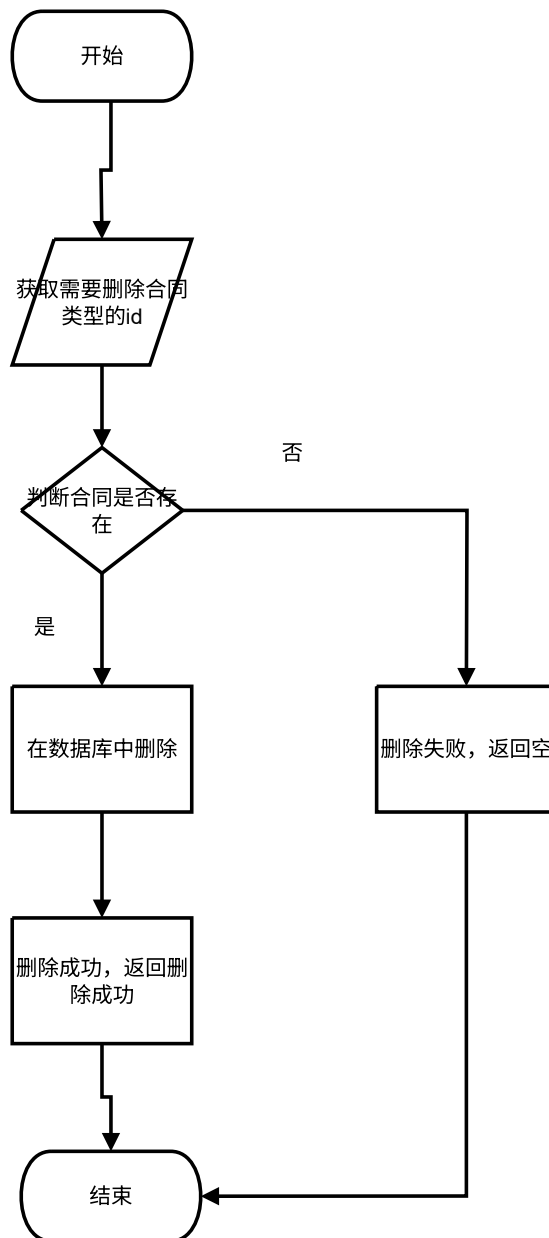 开始
获取需要删除合同
类型的id
否
判断合同是否存
在
是
在数据库中删除
删除失败，返回空
删除成功，返回删
除成功
结束